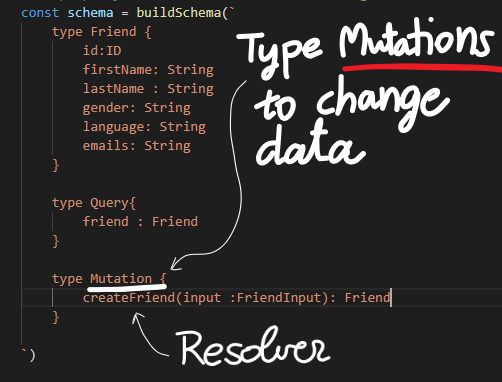 const schema = buildSchema(`
type Friend {
id:ID
firstName: String
lastName : String
gender: String
language: String
emails: String
}
Type Mutations
to change
data
type Query{
friend : Friend
}
type Mutation {
createFriend(input :FriendInput): Friend
}
Resolver
`)